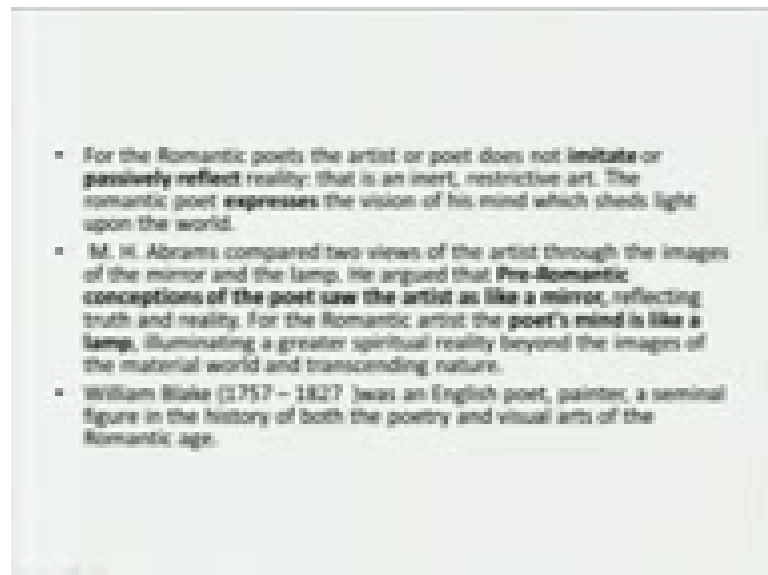 • For the Romantic poets the artist or poet does not imitate or
passively reflect reality: that is an inert, restrictive art. The
romantic poet expresses the vision of his mind which sheds light
upon the world.
• M. H. Abrams compared two views of the artist through the images
of the mirror and the lamp. He argued that Pre-Romantic
conceptions of the poet saw the artist as like a mirror, reflecting
truth and reality. For the Romantic artist the poet's mind is like a
lamp, illuminating a greater spiritual reality beyond the images of
the material world and transcending nature.
• William Blake (1757 – 1827 )was an English poet, painter, a seminal
figure in the history of both the poetry and visual arts of the
Romantic age.